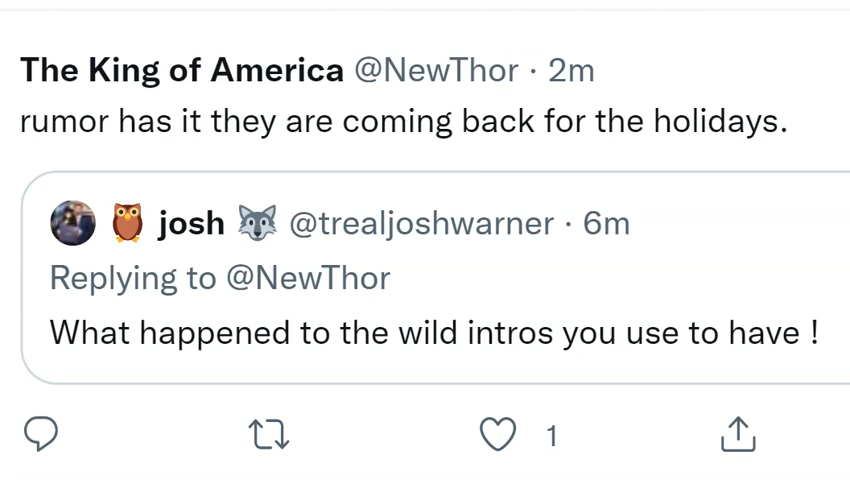 The King of America @NewThor · 2m
rumor has it they are coming back for the holidays.
🦉 josh 🐺 @trealjoshwarner · 6m
Replying to @NewThor
What happened to the wild intros you use to have !
1